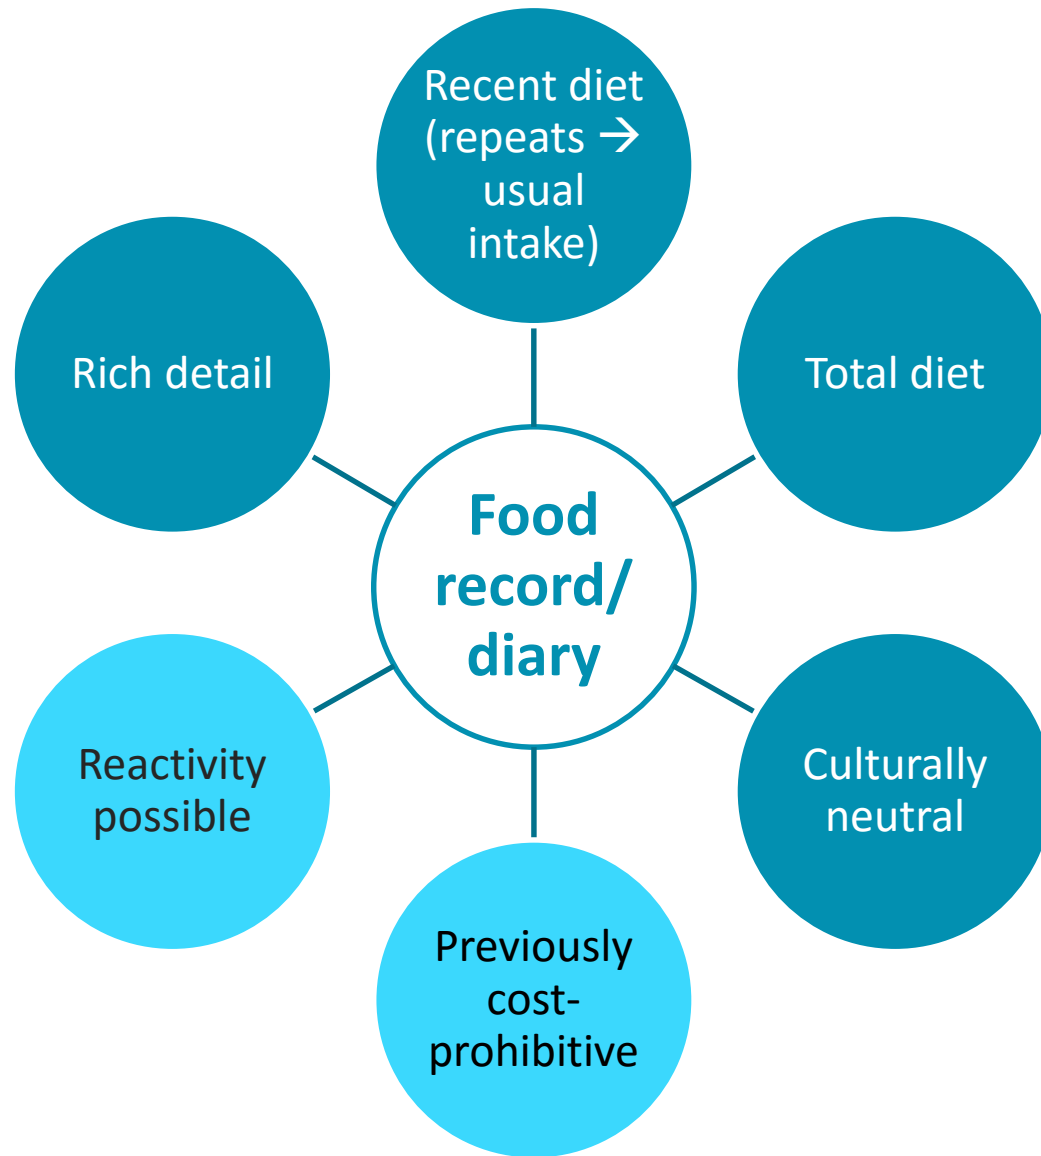 Recent diet
(repeats →
usual
intake)
Rich detail
Total diet
Food
record/
diary
Reactivity
possible
Culturally
neutral
Previously
cost-
prohibitive